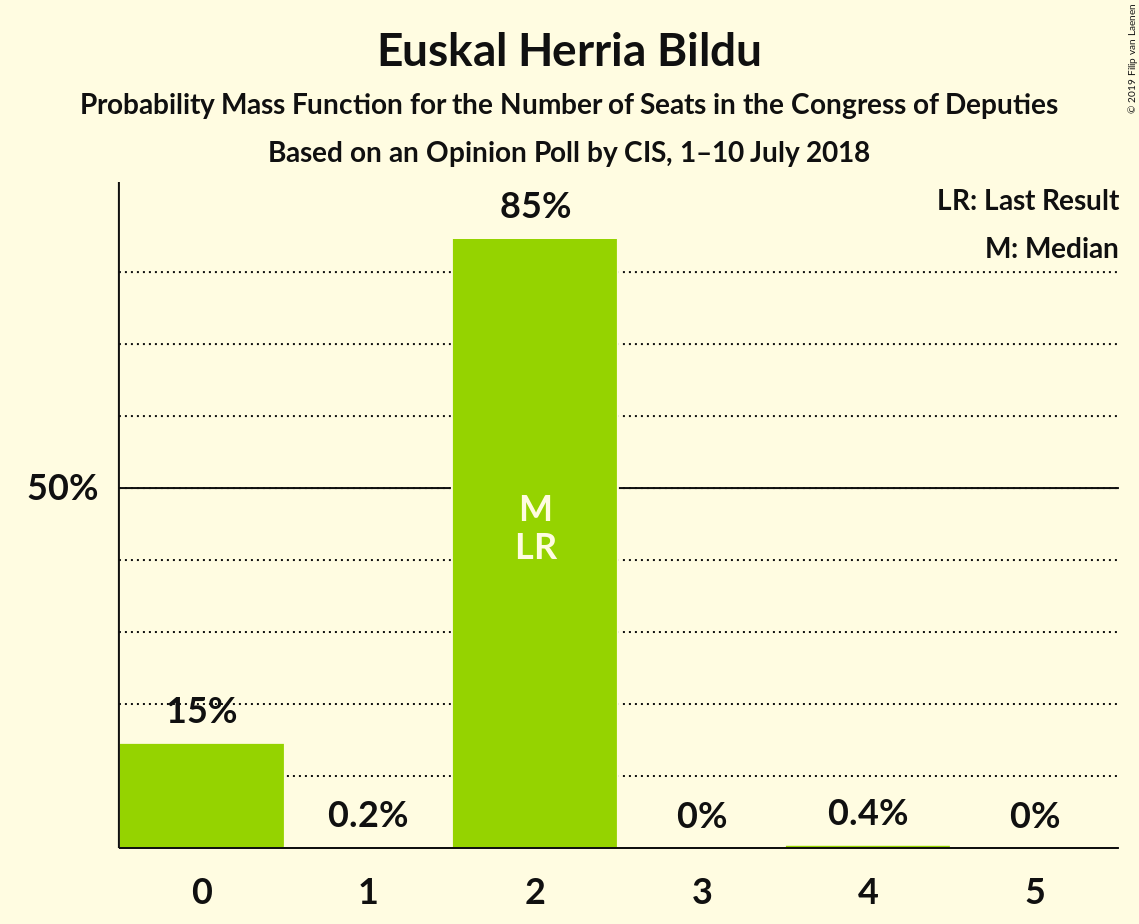 Euskal Herria Bildu
Probability Mass Function for the Number of Seats in the Congress of Deputies
Based on an Opinion Poll by CIS, 1–10 July 2018
© 2019 Filip van Laenen
LR: Last Result
M: Median
85%
50%
M
LR
15%
0.2%
0%
0.4%
0%
0
1
2
3
4
5